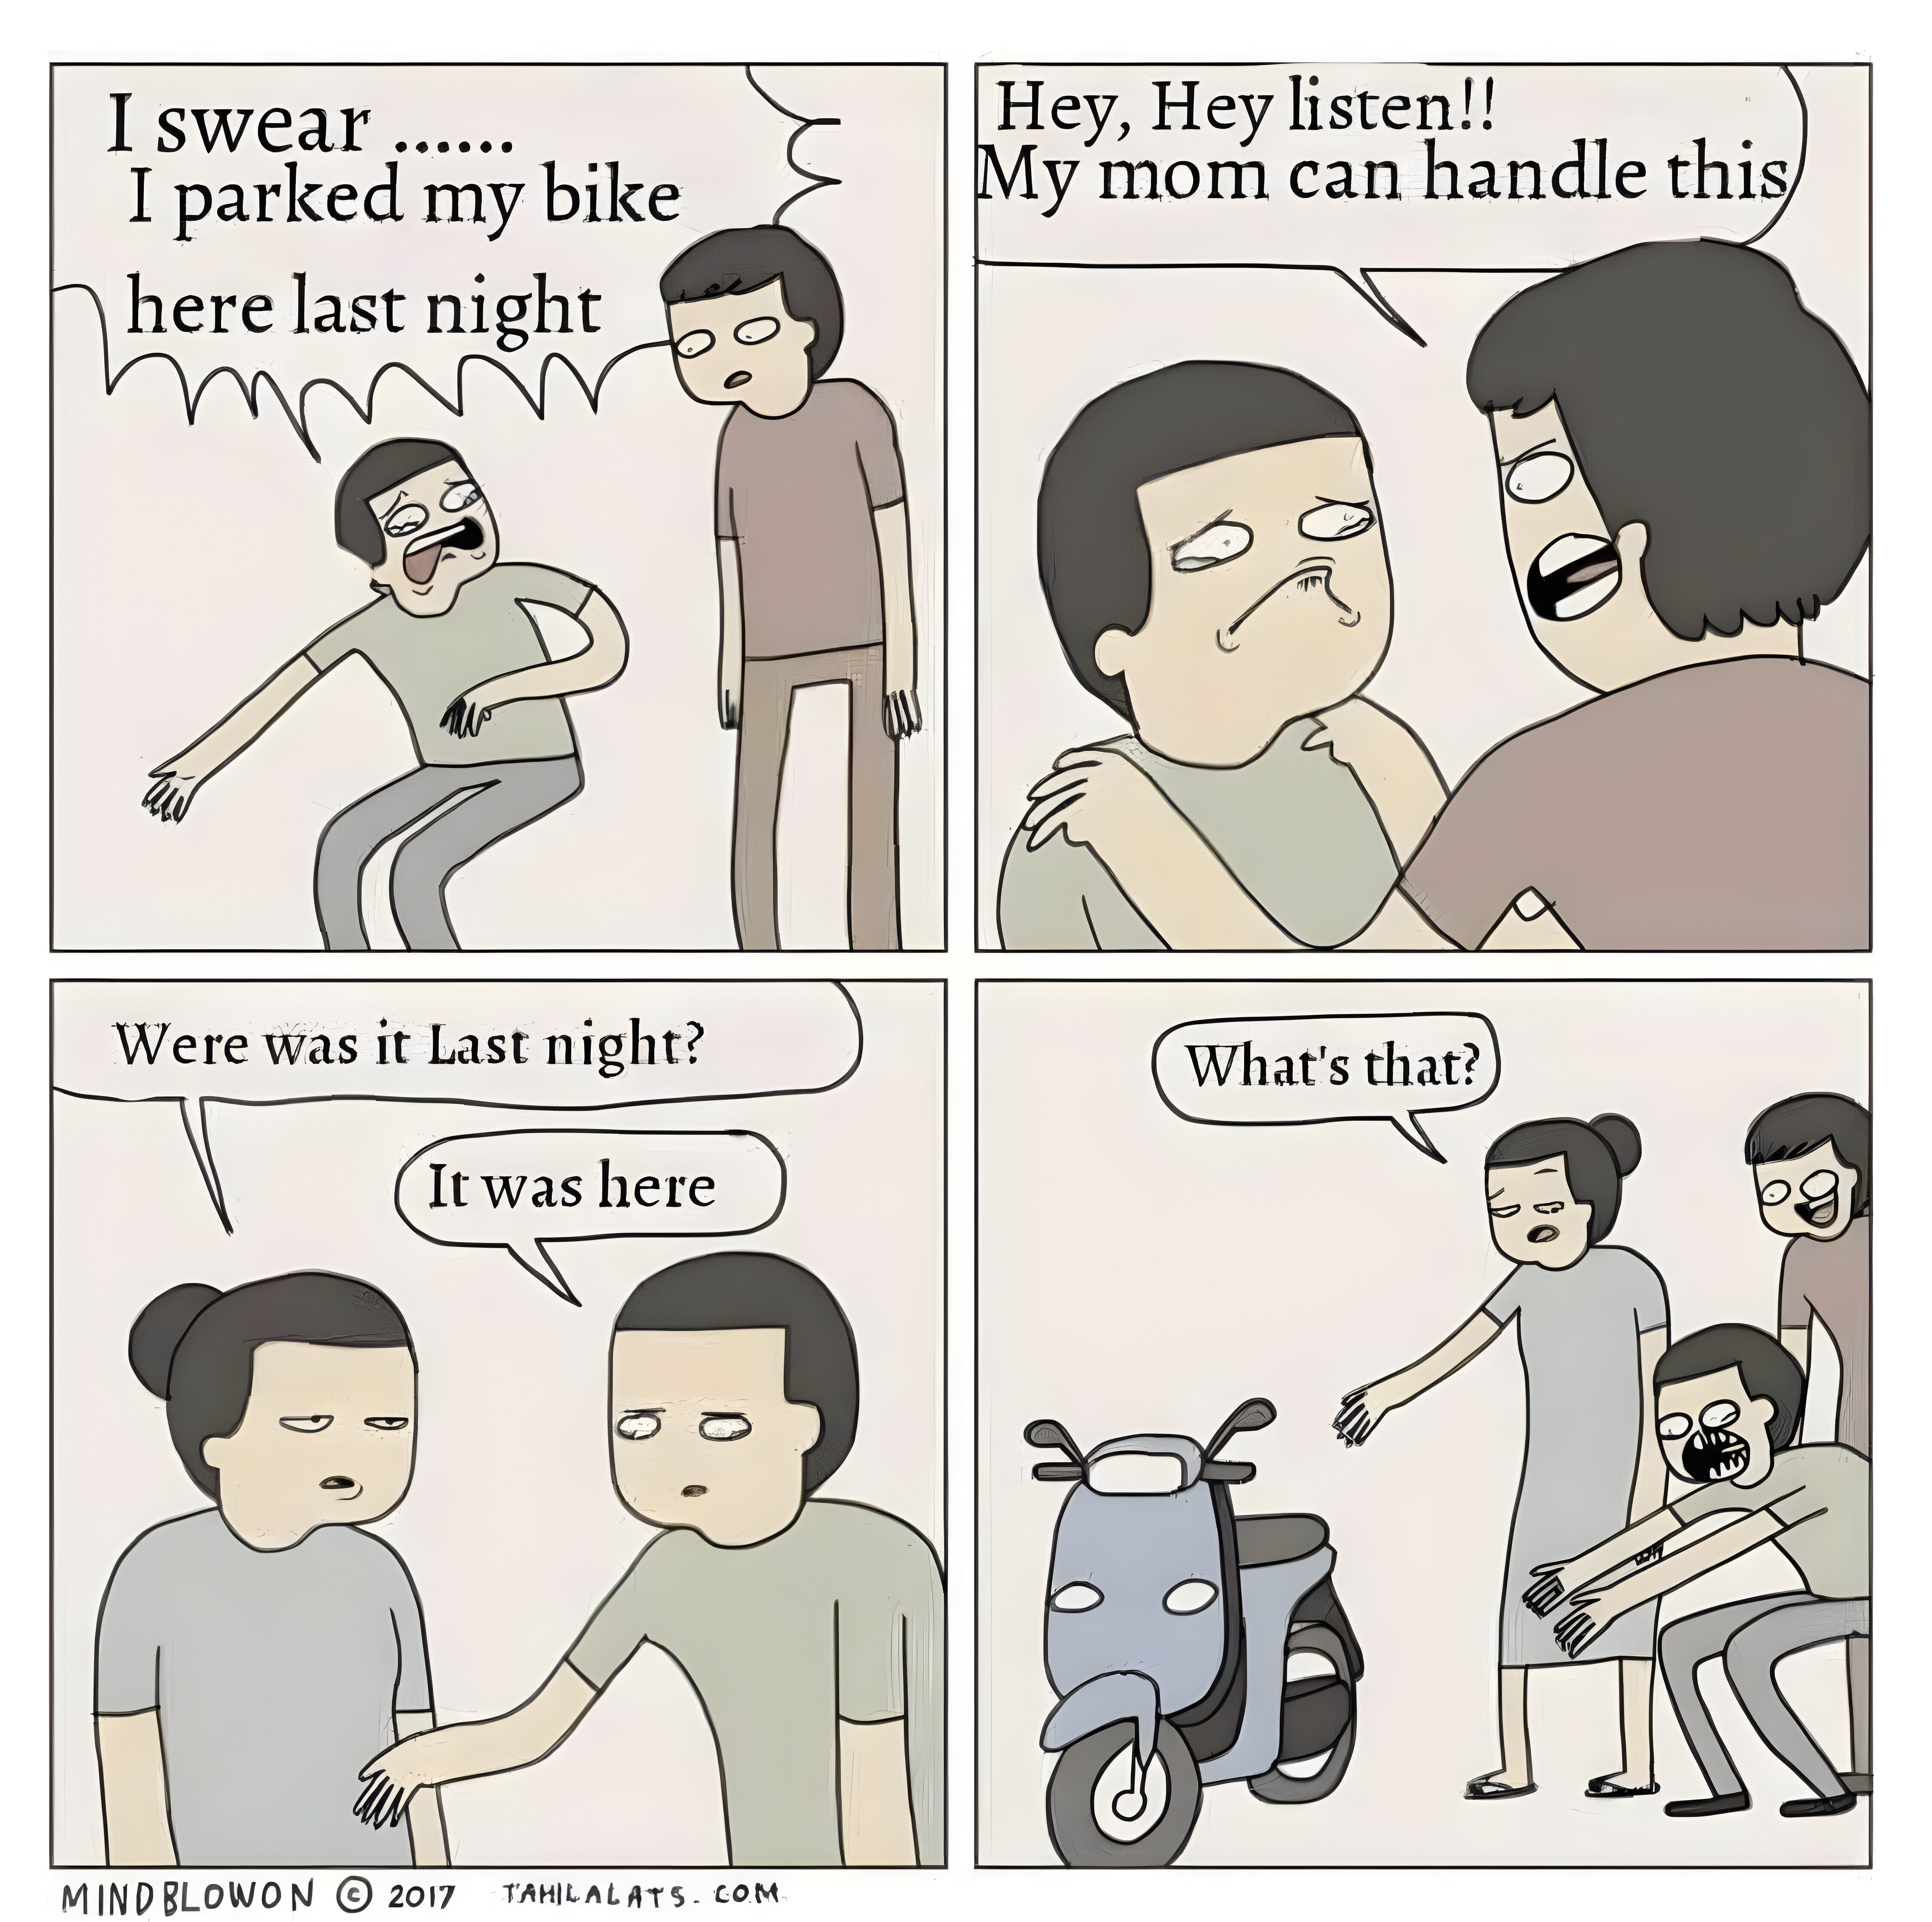 I swear ......
I parked my bike
here last night
Hey, Hey listen!!
My mom can handle this
Were was it Last night?
It was here
What's that?
MINDBLOWON © 2017 TAHILALATS.COM